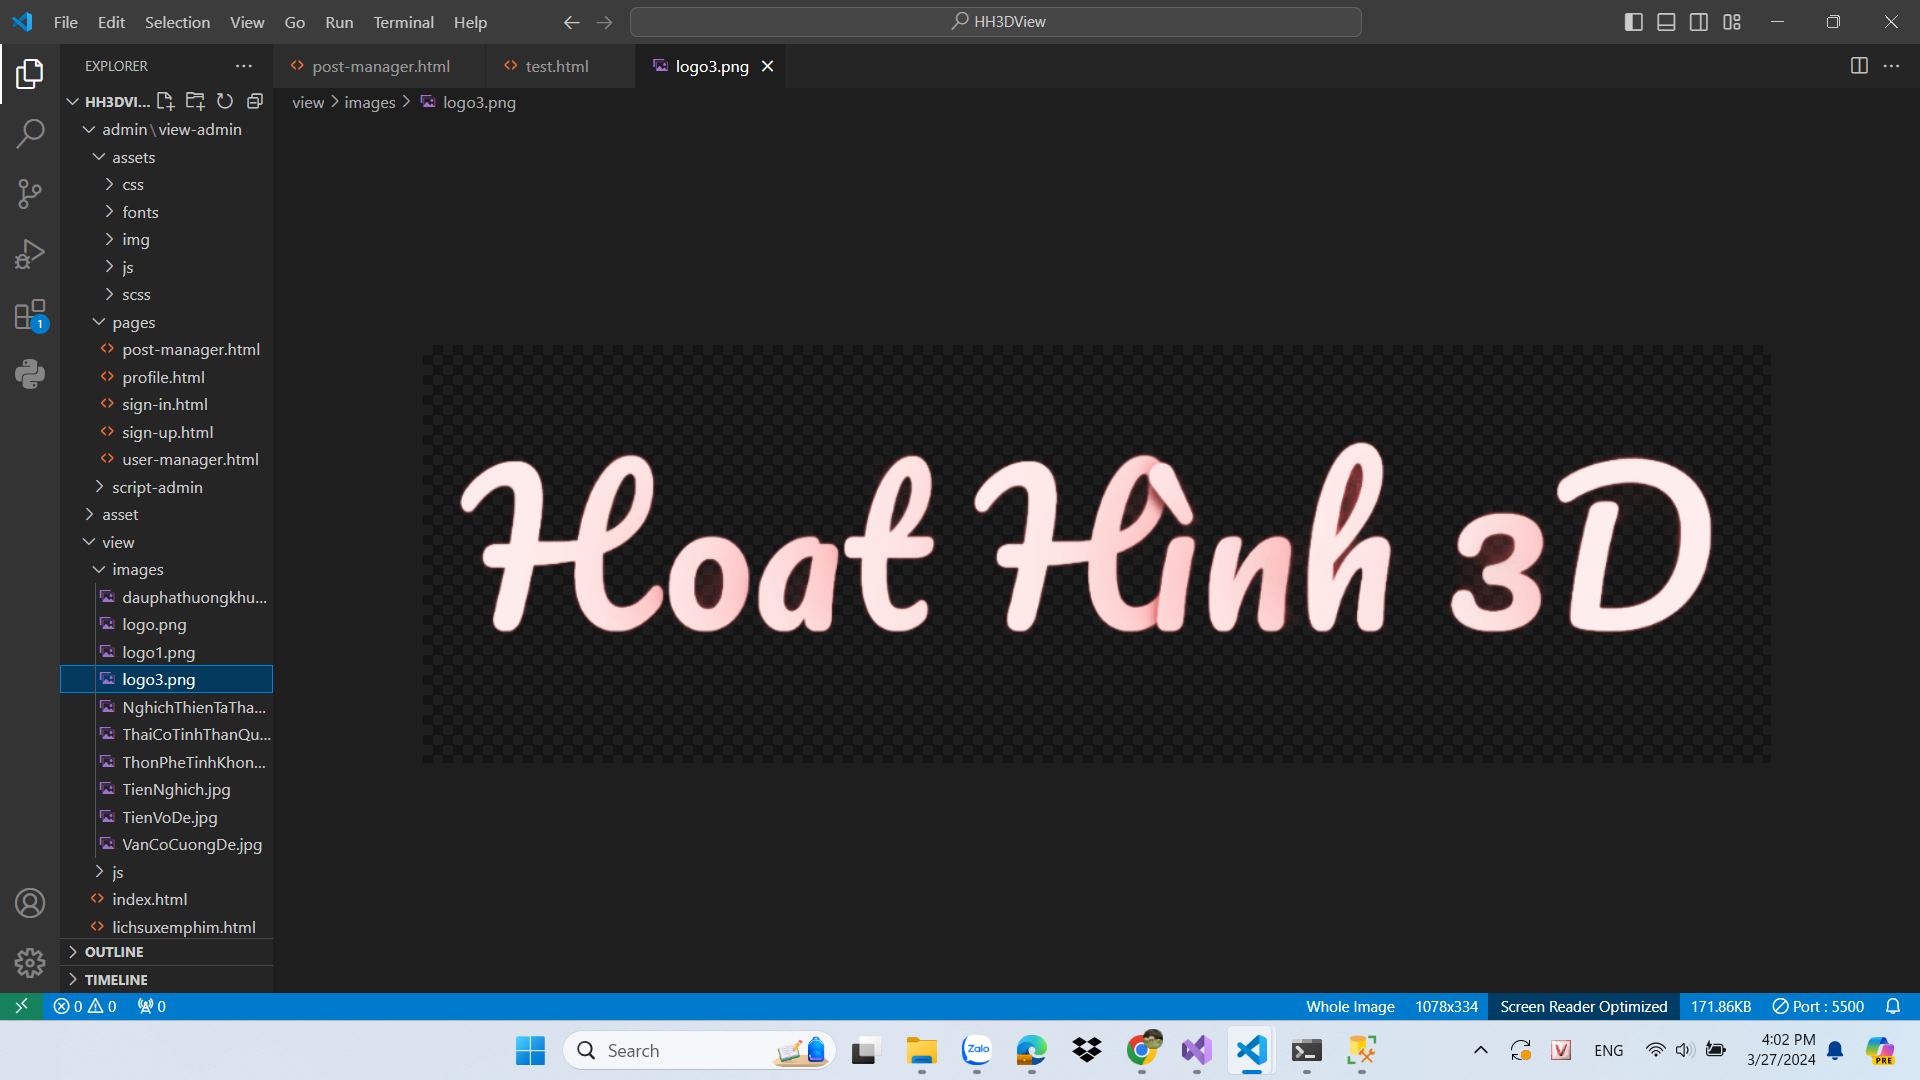 File Edit Selection View Go Run Terminal Help
HH3DView
EXPLORER
post-manager.html
test.html
logo3.png
HH3DVI...
view > images > logo3.png
admin\view-admin
assets
css
fonts
img
js
scss
pages
post-manager.html
profile.html
sign-in.html
sign-up.html
user-manager.html
script-admin
asset
view
images
dauphathuongkhu...
logo.png
logo1.png
logo3.png
NghichThienTaTha...
ThaiCoTinhThanQu...
ThonPheTinhKhon...
TienNghich.jpg
TienVoDe.jpg
VanCoCuongDe.jpg
js
index.html
lichsuxemphim.html
OUTLINE
TIMELINE
1
Hoat Hình 3D
0 0 0
Whole Image 1078x334 Screen Reader Optimized 171.86KB Port : 5500
Search
Zalo
V
ENG
4:02 PM
3/27/2024
PRE